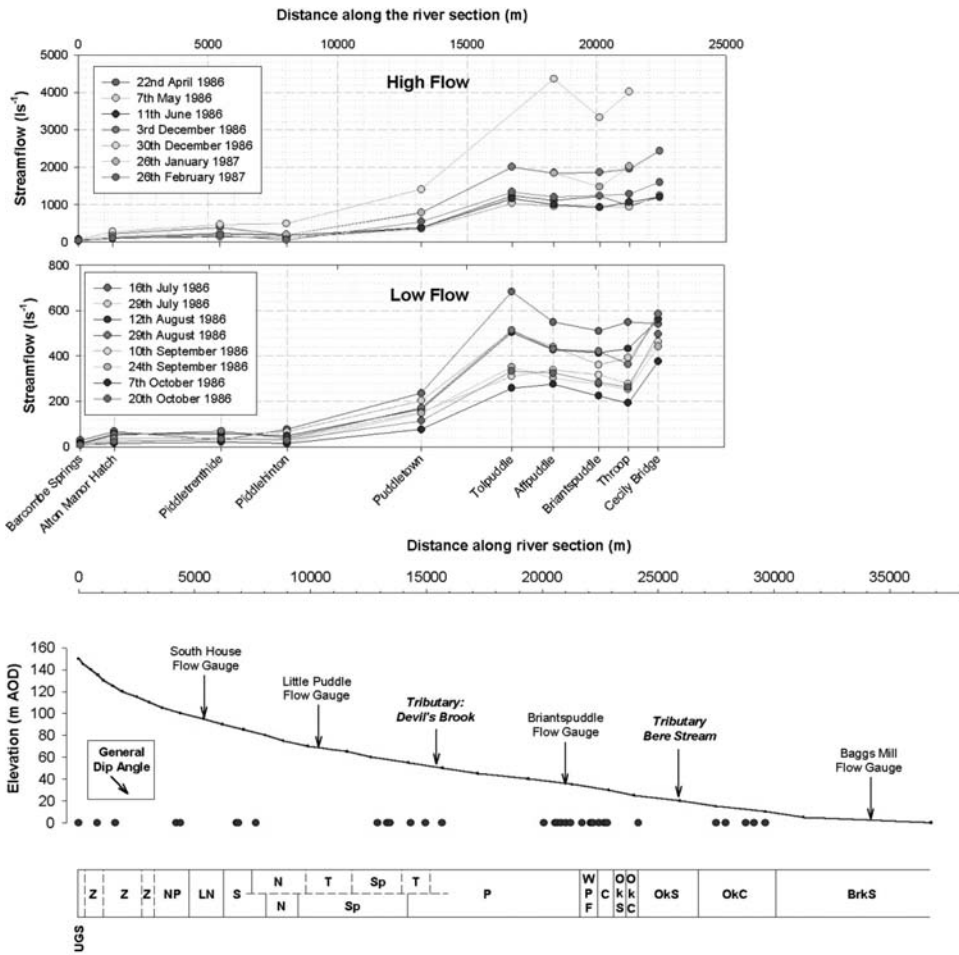 Distance along the river section (m)
0 5000 10000 15000 20000 25000
5000
4000
3000
2000
1000
0
Streamflow (ls-1)
High Flow
22nd April 1986
7th May 1986
11th June 1986
3rd December 1986
30th December 1986
26th January 1987
26th February 1987
800
600
400
200
0
Streamflow (ls-1)
Low Flow
16th July 1986
29th July 1986
12th August 1986
29th August 1986
10th September 1986
24th September 1986
7th October 1986
20th October 1986
Barcombe Springs
Alton Manor Hatch
Piddletrenthide
Piddlehinton
Puddletown
Tolpuddle
Affpuddle
Briantspuddle
Throop
Cecily Bridge
Distance along river section (m)
0 5000 10000 15000 20000 25000 30000 35000
160
140
120
100
80
60
40
20
0
Elevation (m AOD)
South House
Flow Gauge
Little Puddle
Flow Gauge
Tributary:
Devil's Brook
Briantspuddle
Flow Gauge
Tributary
Bere Stream
Baggs Mill
Flow Gauge
General
Dip Angle
Z Z Z NP LN S N T Sp T P WPF C OkS OkC OkS OkC BrkS
N Sp
UGS